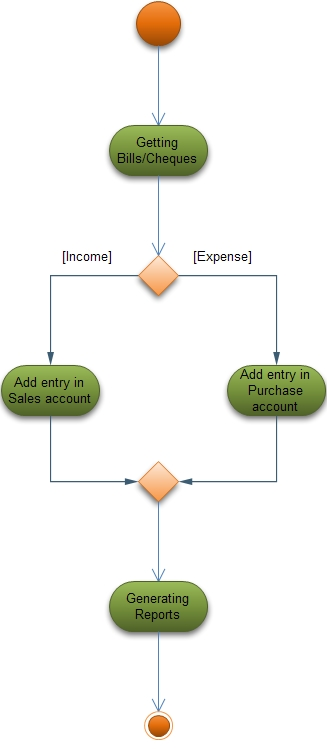 Getting
Bills/Cheques
[Income]
[Expense]
Add entry in
Sales account
Add entry in
Purchase
account
Generating
Reports